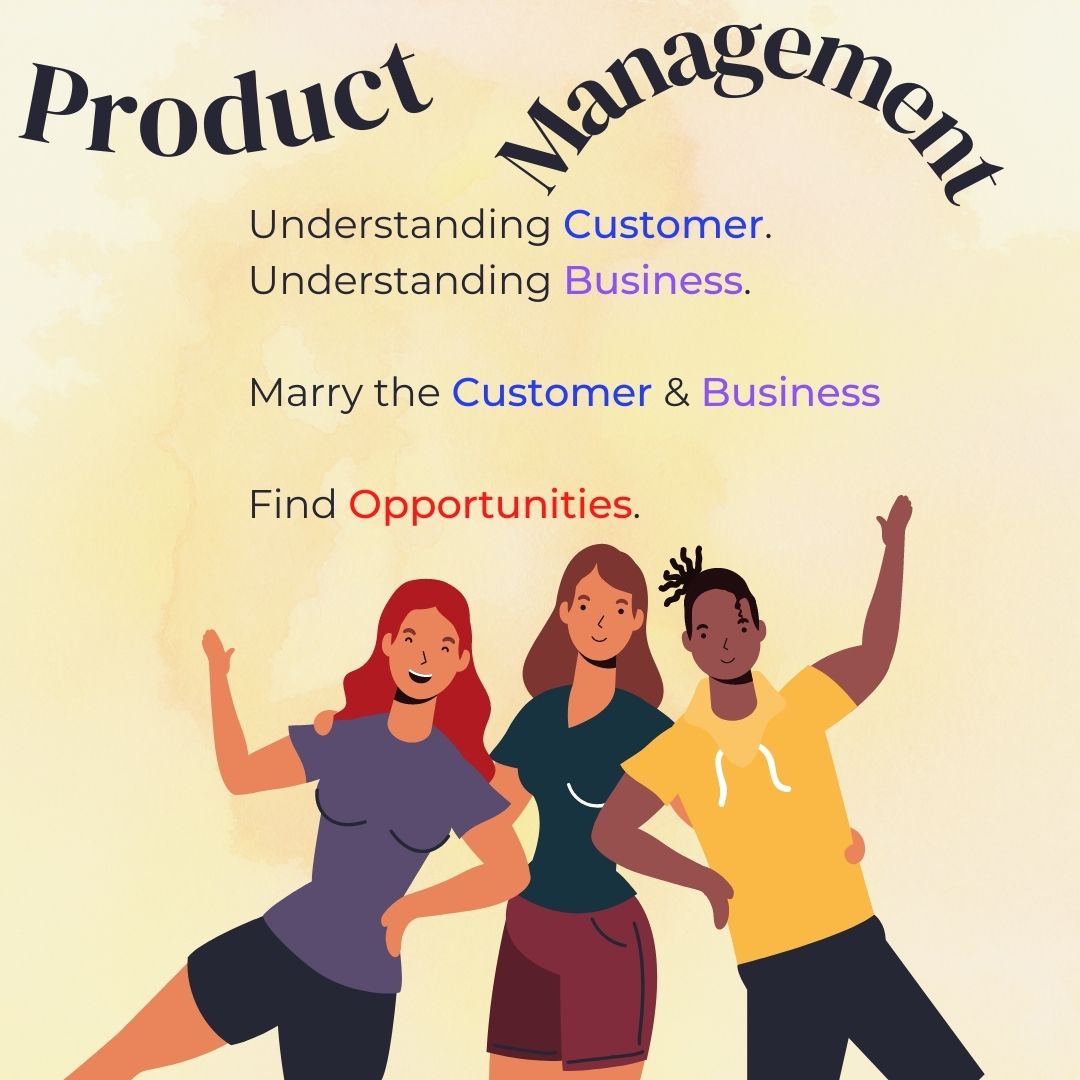 Product Management
Understanding Customer.
Understanding Business.
Marry the Customer & Business
Find Opportunities.